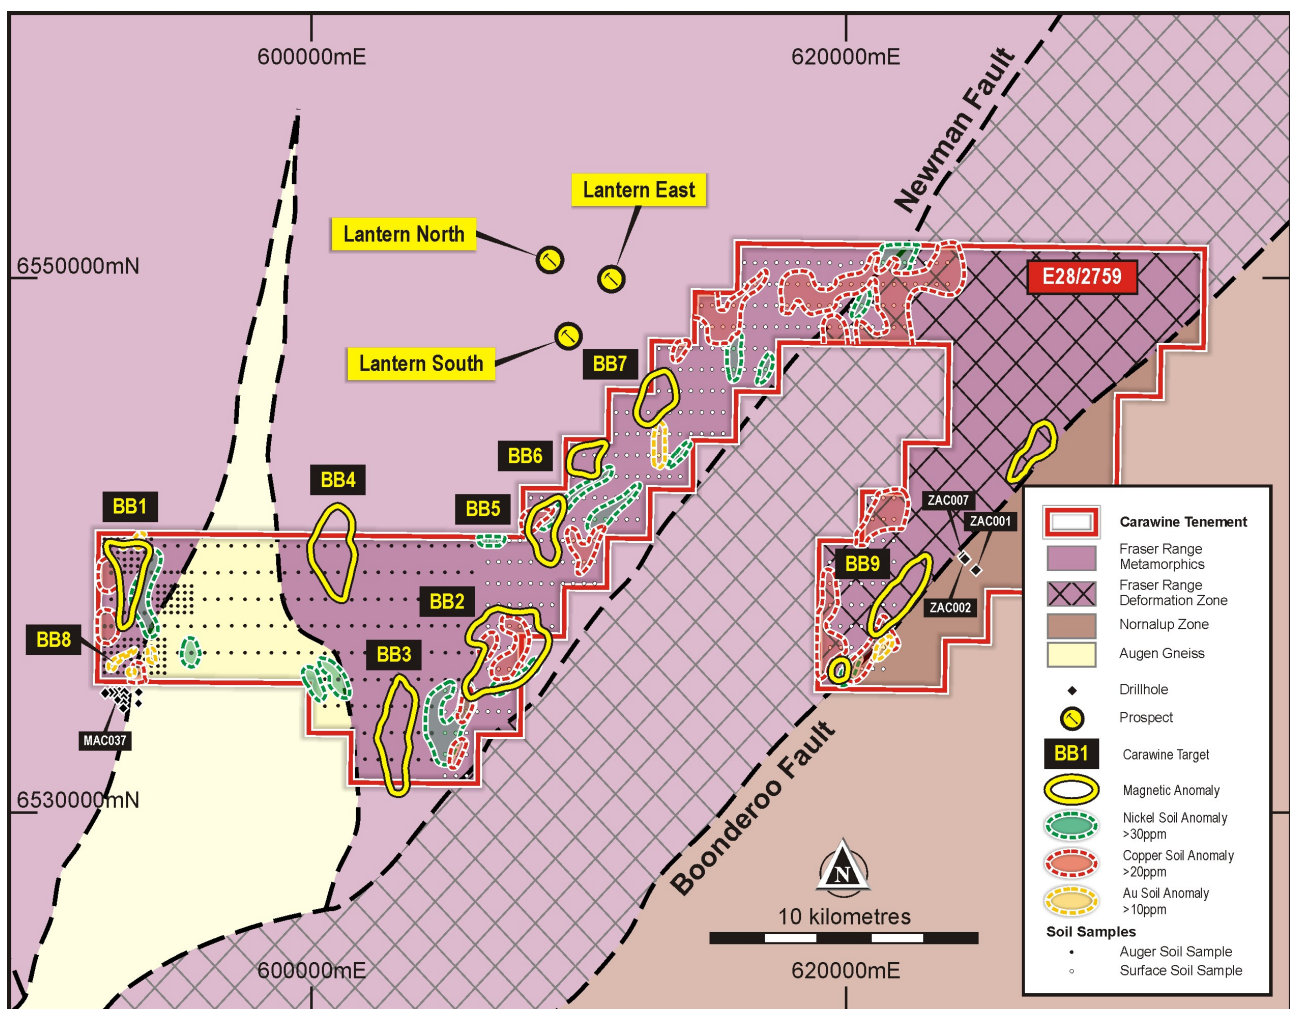 600000mE
620000mE
Newman Fault
Lantern East
Lantern North
6550000mN
E28/2759
Lantern South
BB7
BB6
BB4
BB1
BB5
ZAC007
ZAC001
BB9
BB2
ZAC002
BB8
BB3
MAC037
6530000mN
Boonderoo Fault
N
10 kilometres
600000mE
620000mE
Carawine Tenement
Fraser Range
Metamorphics
Fraser Range
Deformation Zone
Nornalup Zone
Augen Gneiss
Drillhole
Prospect
BB1
Carawine Target
Magnetic Anomaly
Nickel Soil Anomaly
>30ppm
Copper Soil Anomaly
>20ppm
Au Soil Anomaly
>10ppm
Soil Samples
Auger Soil Sample
Surface Soil Sample